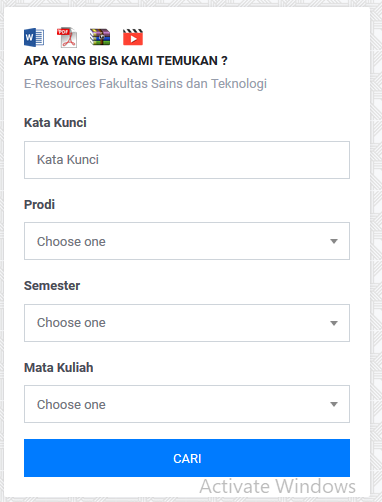 W PDF
APA YANG BISA KAMI TEMUKAN ?
E-Resources Fakultas Sains dan Teknologi
Kata Kunci
Kata Kunci
Prodi
Choose one
Semester
Choose one
Mata Kuliah
Choose one
CARI
Activate Windows